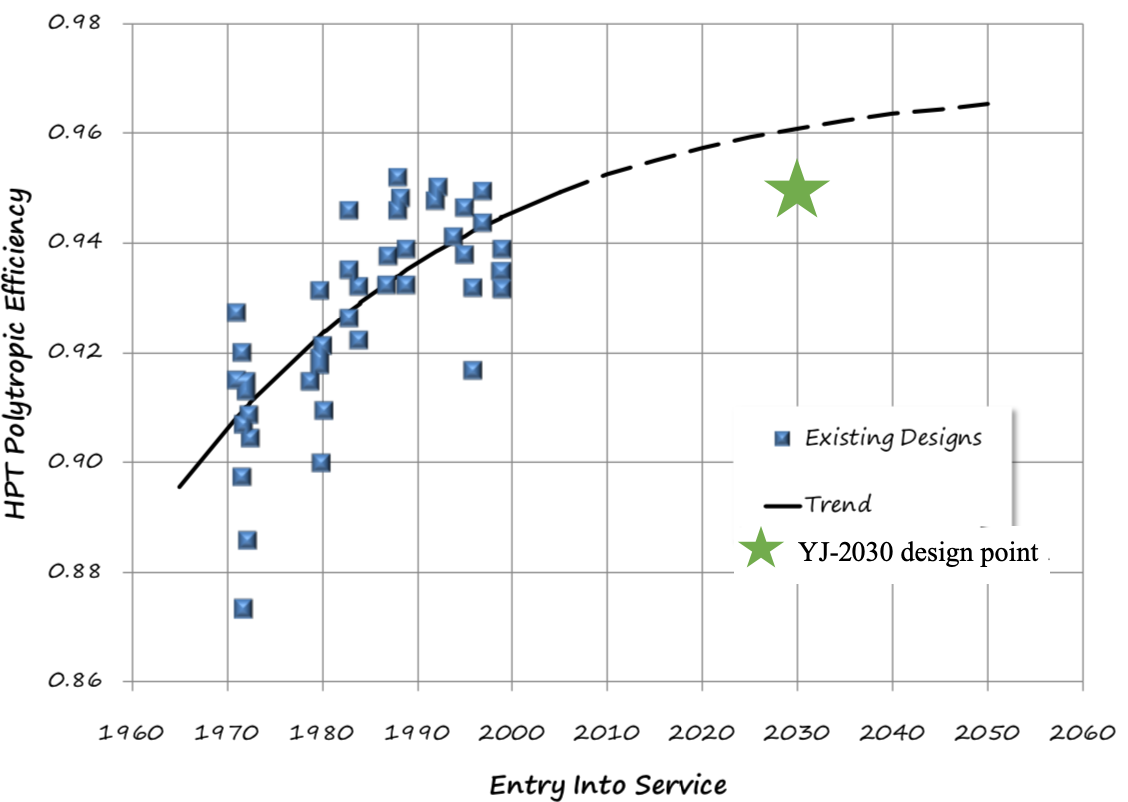 0.98
0.96
0.94
0.92
0.90
0.88
0.86
HPT Polytropic Efficiency
Existing Designs
Trend
YJ-2030 design point
1960 1970 1980 1990 2000 2010 2020 2030 2040 2050 2060
Entry Into Service